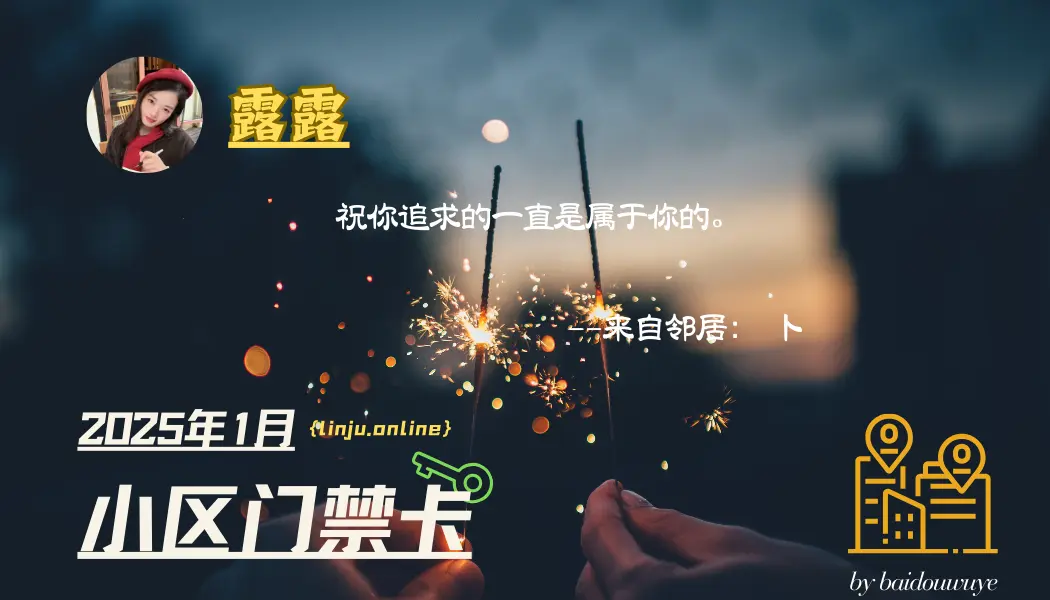 露露
祝你追求的一直是属于你的。
--来自邻居： 卜
2025年1月 {linju.online}
小区门禁卡
by baidouwuye